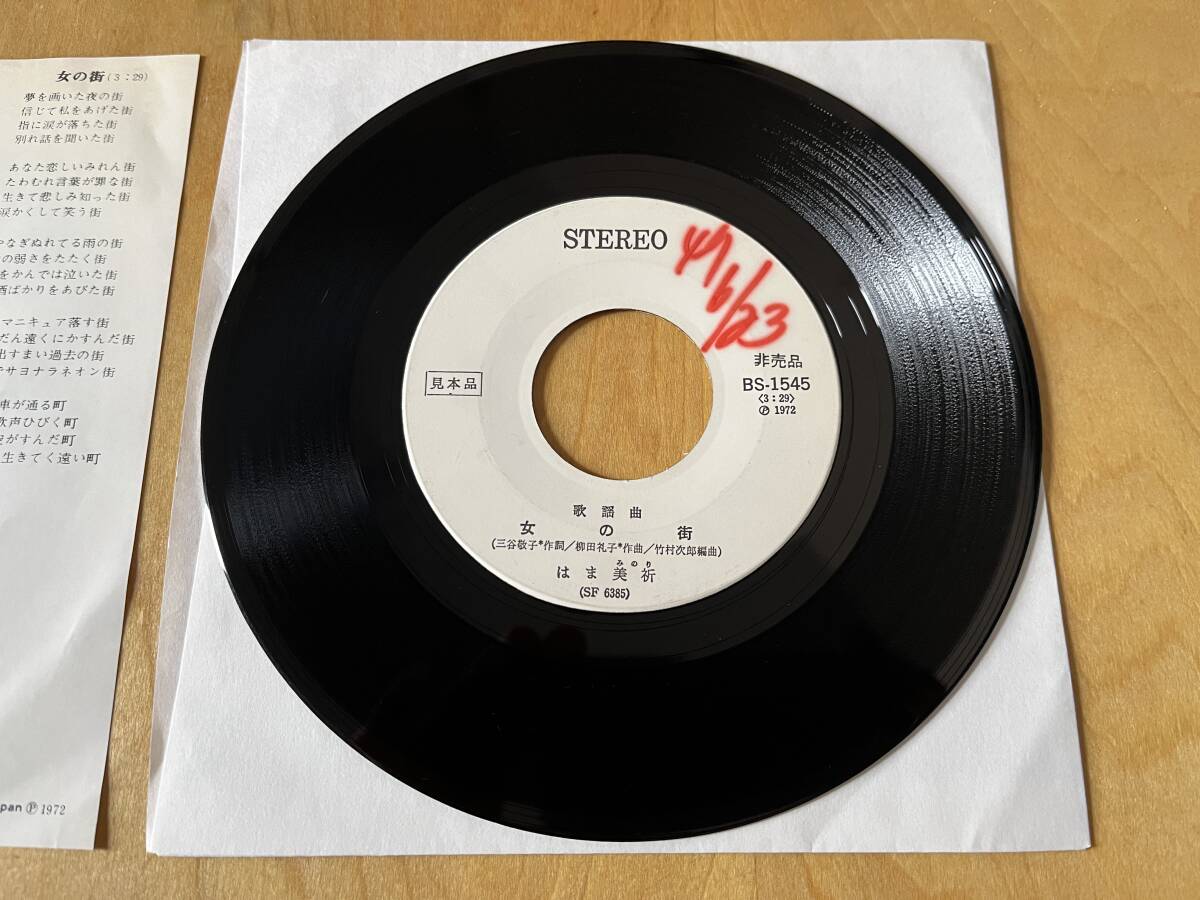 女の街(3:29)
夢を画いた夜の街
信じて私をあげた街
指に涙が落ちた街
別れ話を聞いた街
あなた恋しいみれん街
たわむれ言葉が罪な街
生きて悲しみ知った街
涙かくして笑う街
なぎぬれてる雨の街
の弱さをたたく街
をかんでは泣いた街
酒ばかりをあびた街
マニキュア落す街
だん遠くにかすんだ街
出すまい過去の街
サヨナラネオン街
車が通る町
歌声ひびく町
がすんだ町
生きてく遠い町
pan Ⓟ1972
STEREO
47/6/23
非売品
見本品
BS-1545
〈3:29〉
Ⓟ 1972
歌謡曲
女の街
(三谷敬子*作詞/柳田礼子*作曲/竹村次郎編曲)
みのり
はま美祈
(SF 6385)